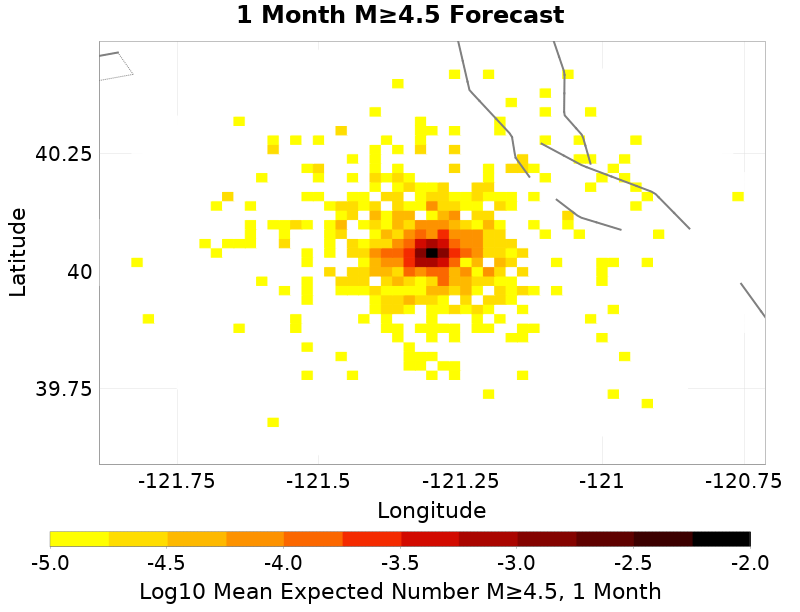 1 Month M≥4.5 Forecast
40.25
40
39.75
Latitude
-121.75 -121.5 -121.25 -121 -120.75
Longitude
-5.0 -4.5 -4.0 -3.5 -3.0 -2.5 -2.0
Log10 Mean Expected Number M≥4.5, 1 Month